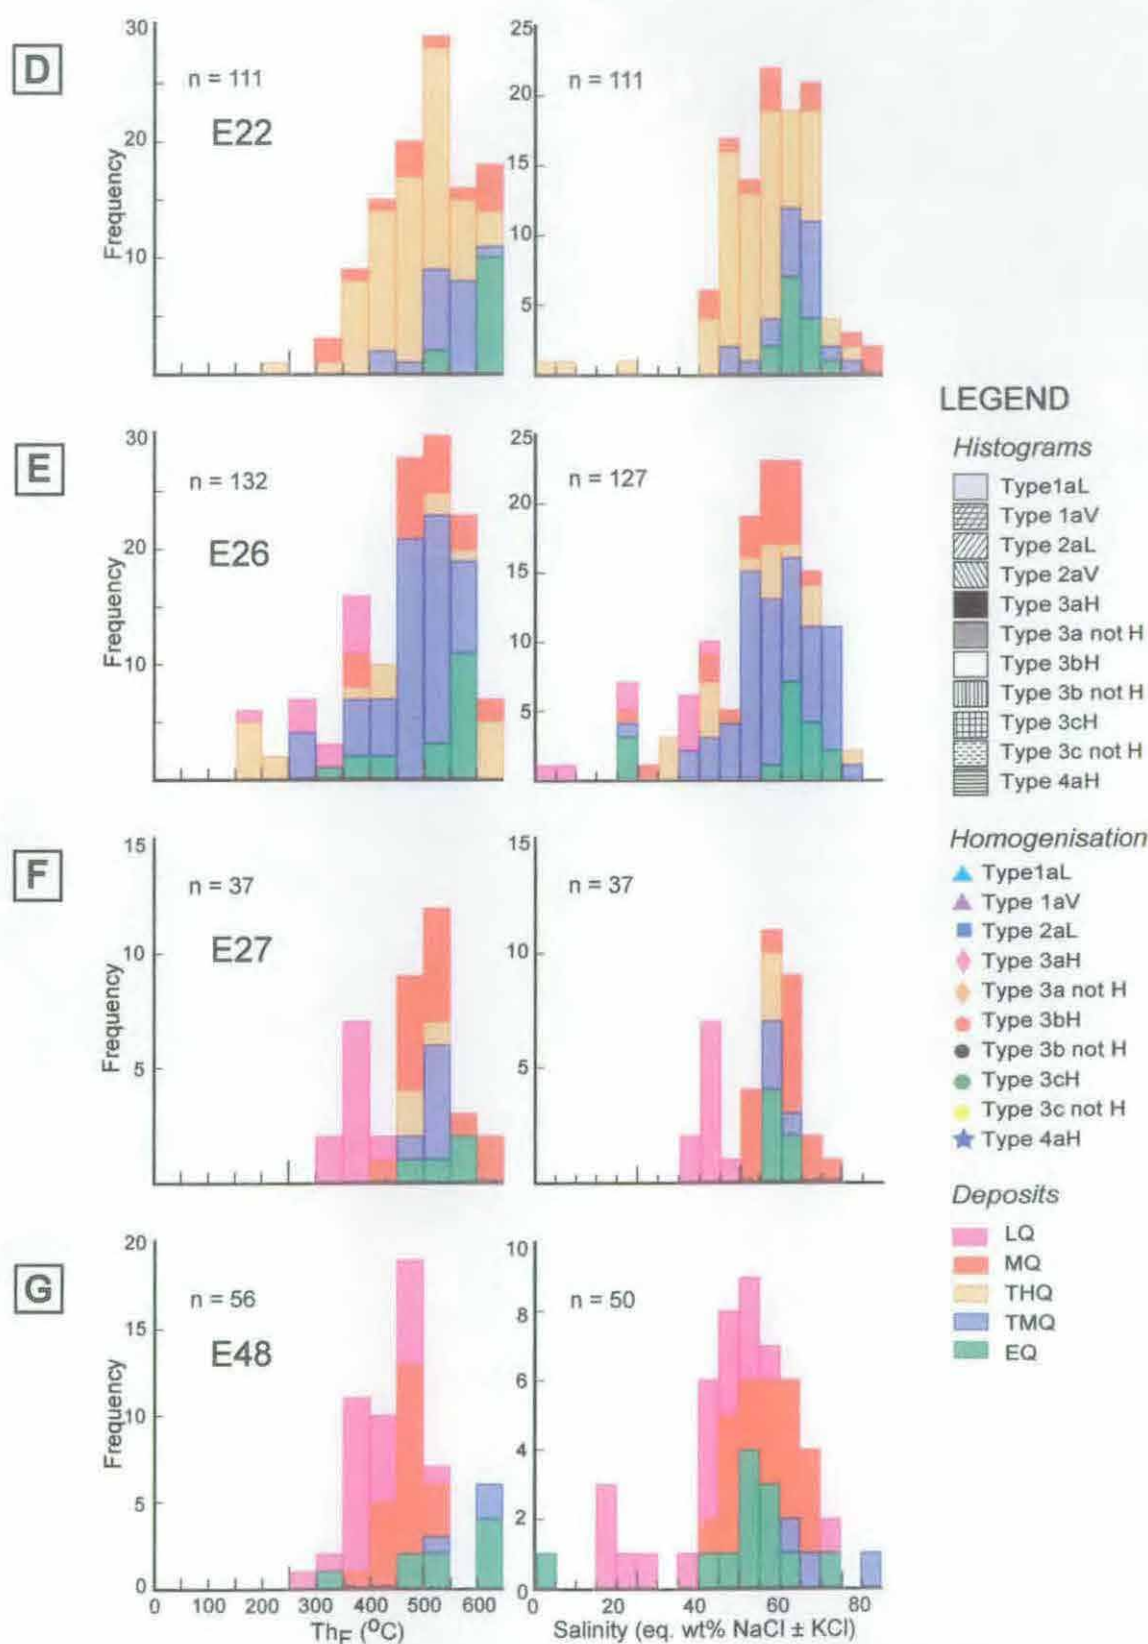 D
30
20
10
Frequency
n = 111
E22
25
20
15
10
5
n = 111
E
30
20
10
Frequency
n = 132
E26
25
20
15
10
5
n = 127
F
15
10
5
Frequency
n = 37
E27
15
10
5
n = 37
G
20
15
10
5
0
Frequency
n = 56
E48
0 100 200 300 400 500 600
ThF (oC)
10
8
6
4
2
0
n = 50
0 20 40 60 80
Salinity (eq. wt% NaCl ± KCl)
LEGEND
Histograms
Type1aL
Type 1aV
Type 2aL
Type 2aV
Type 3aH
Type 3a not H
Type 3bH
Type 3b not H
Type 3cH
Type 3c not H
Type 4aH
Homogenisation
Type1aL
Type 1aV
Type 2aL
Type 3aH
Type 3a not H
Type 3bH
Type 3b not H
Type 3cH
Type 3c not H
Type 4aH
Deposits
LQ
MQ
THQ
TMQ
EQ